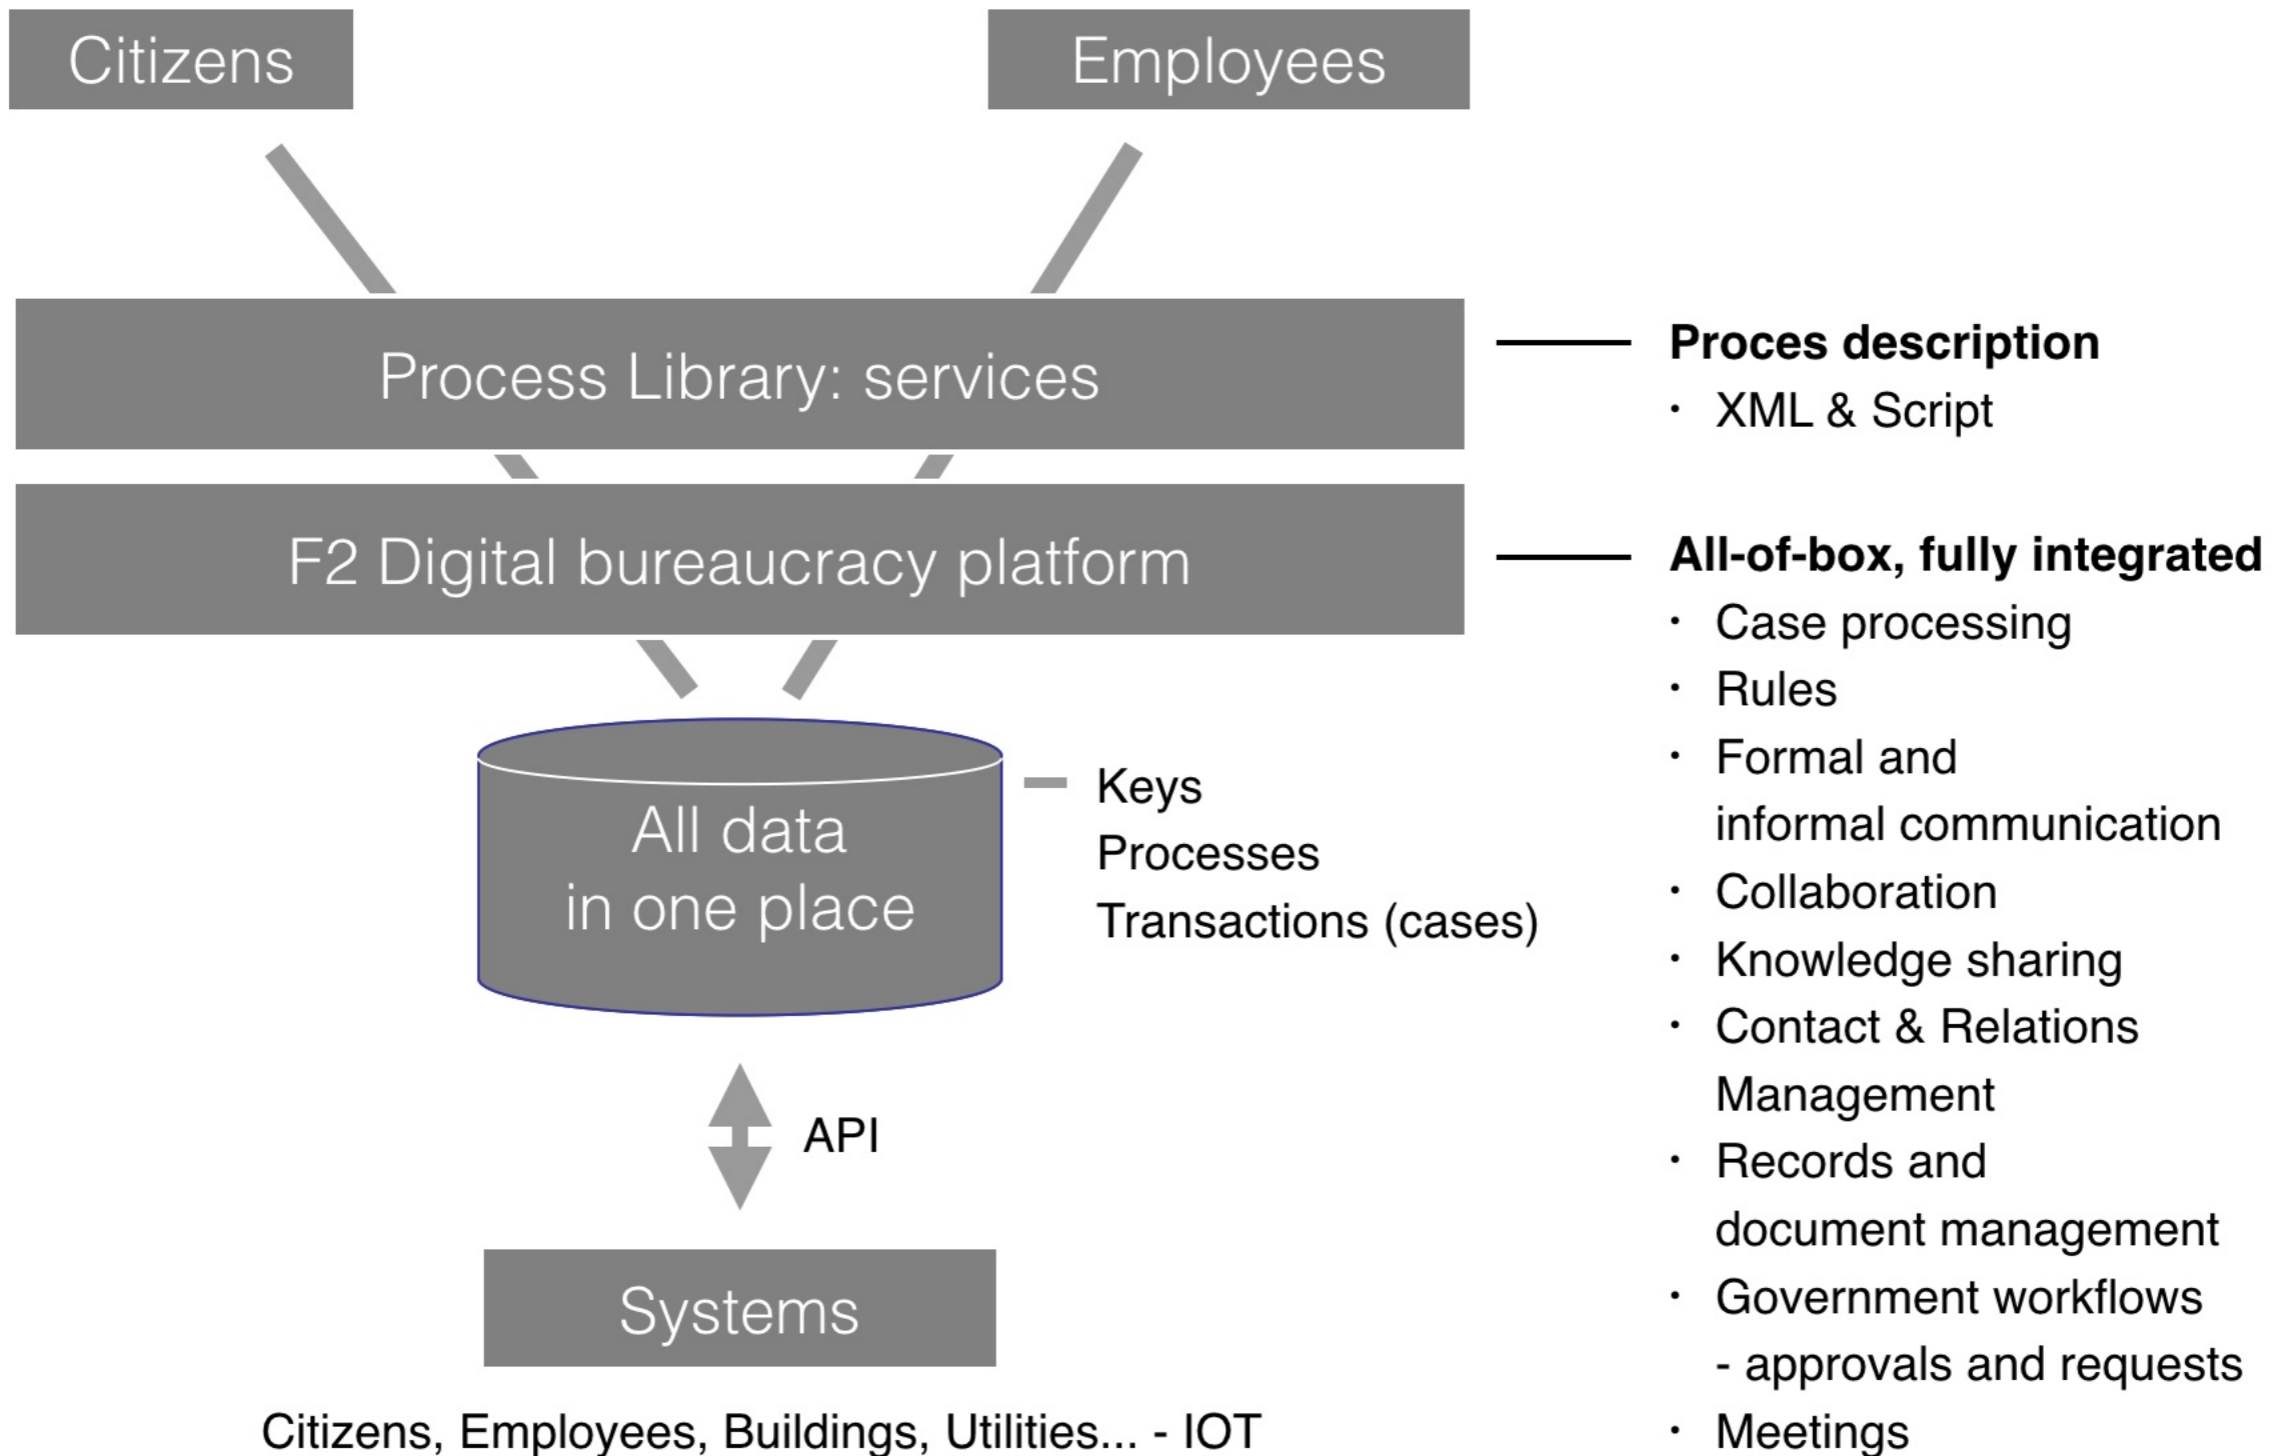 Citizens
Employees
Process Library: services
Proces description
· XML & Script
F2 Digital bureaucracy platform
All-of-box, fully integrated
· Case processing
· Rules
· Formal and
informal communication
· Collaboration
· Knowledge sharing
· Contact & Relations
Management
· Records and
document management
· Government workflows
- approvals and requests
· Meetings
All data
in one place
Keys
Processes
Transactions (cases)
API
Systems
Citizens, Employees, Buildings, Utilities... - IOT